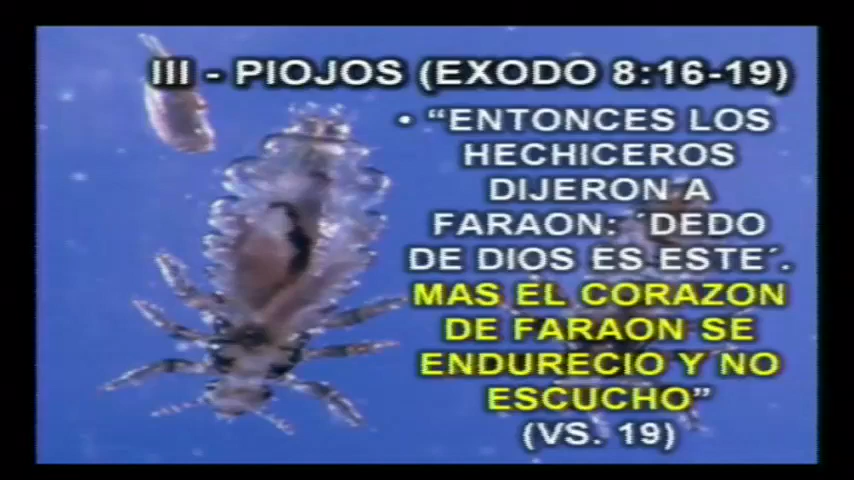 III - PIOJOS (EXODO 8:16-19)
• “ENTONCES LOS
HECHICEROS
DIJERON A
FARAON: ´DEDO
DE DIOS ES ESTE´.
MAS EL CORAZON
DE FARAON SE
ENDURECIO Y NO
ESCUCHO”
(VS. 19)